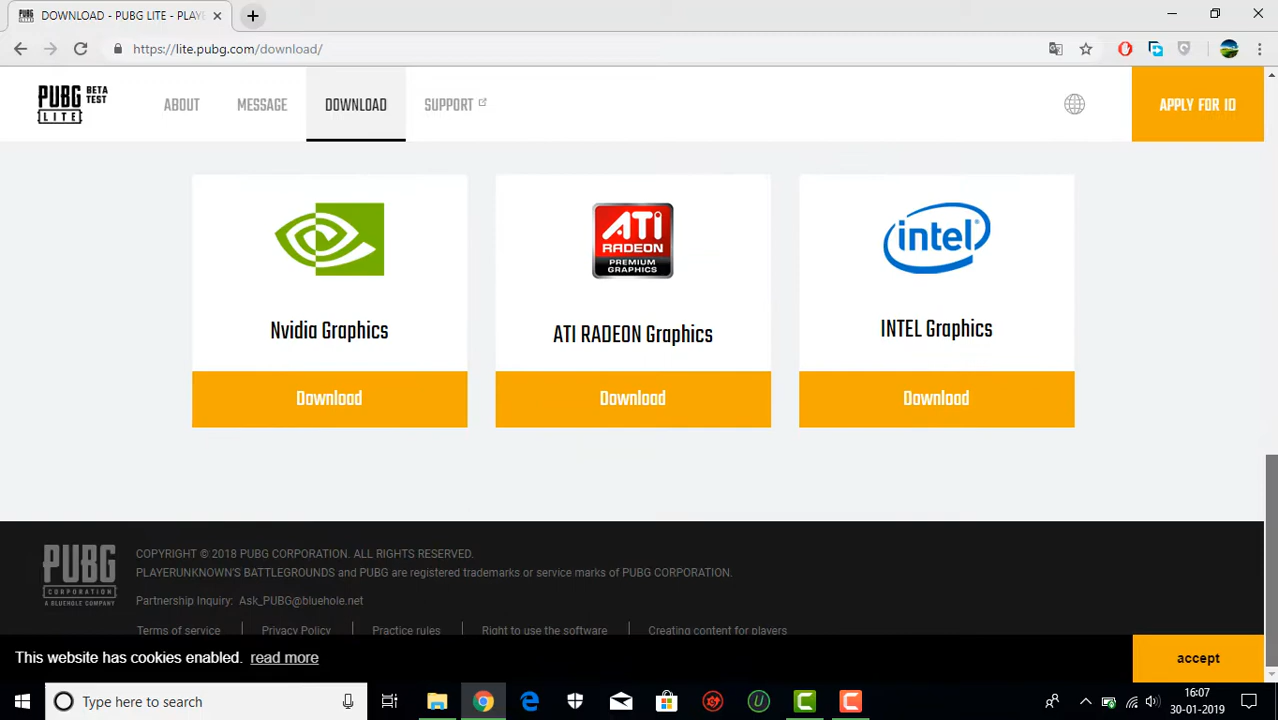 DOWNLOAD - PUBG LITE - PLAY
https://lite.pubg.com/download/
PUBG LITE BETA TEST
ABOUT
MESSAGE
DOWNLOAD
SUPPORT
APPLY FOR ID
ATI
RADEON
PREMIUM
GRAPHICS
intel
Nvidia Graphics
ATI RADEON Graphics
INTEL Graphics
Download
Download
Download
PUBG
CORPORATION
A BLUEHOLE COMPANY
COPYRIGHT © 2018 PUBG CORPORATION. ALL RIGHTS RESERVED.
PLAYERUNKNOWN'S BATTLEGROUNDS and PUBG are registered trademarks or service marks of PUBG CORPORATION.
Partnership Inquiry: Ask_PUBG@bluehole.net
Terms of service
Privacy Policy
Practice rules
Right to use the software
Creating content for players
This website has cookies enabled. read more
accept
Type here to search
16:07
30-01-2019